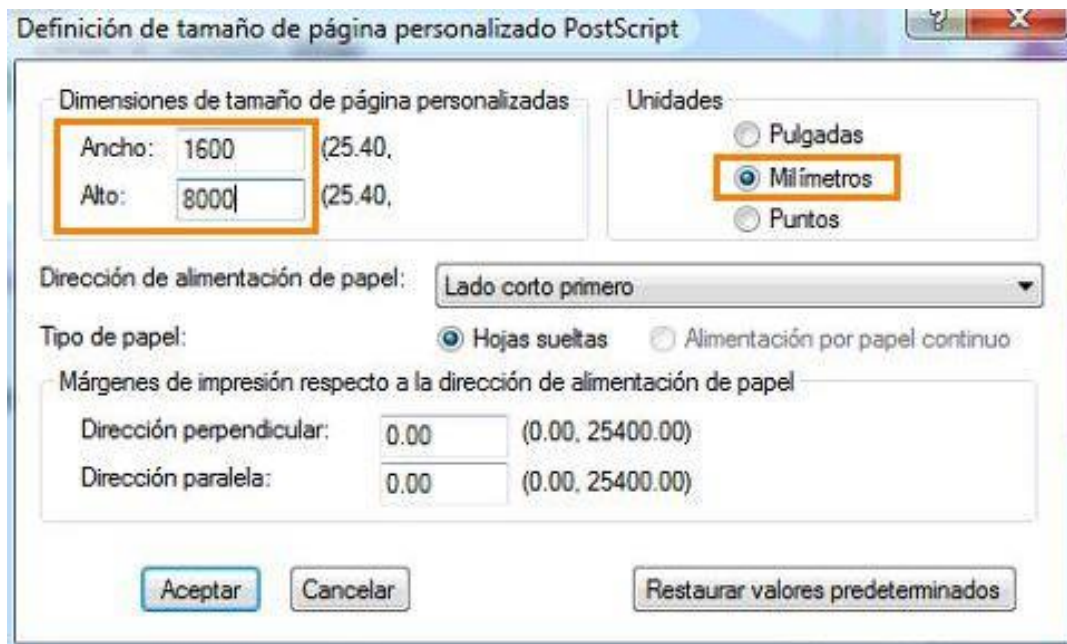 Definición de tamaño de página personalizado PostScript
?
Dimensiones de tamaño de página personalizadas
Unidades
Ancho: 1600 (25.40,
Pulgadas
Milímetros
Alto: 8000 (25.40,
Puntos
Dirección de alimentación de papel: Lado corto primero
Tipo de papel: Hojas sueltas Alimentación por papel continuo
Márgenes de impresión respecto a la dirección de alimentación de papel
Dirección perpendicular: 0.00 (0.00, 25400.00)
Dirección paralela: 0.00 (0.00, 25400.00)
Aceptar Cancelar Restaurar valores predeterminados